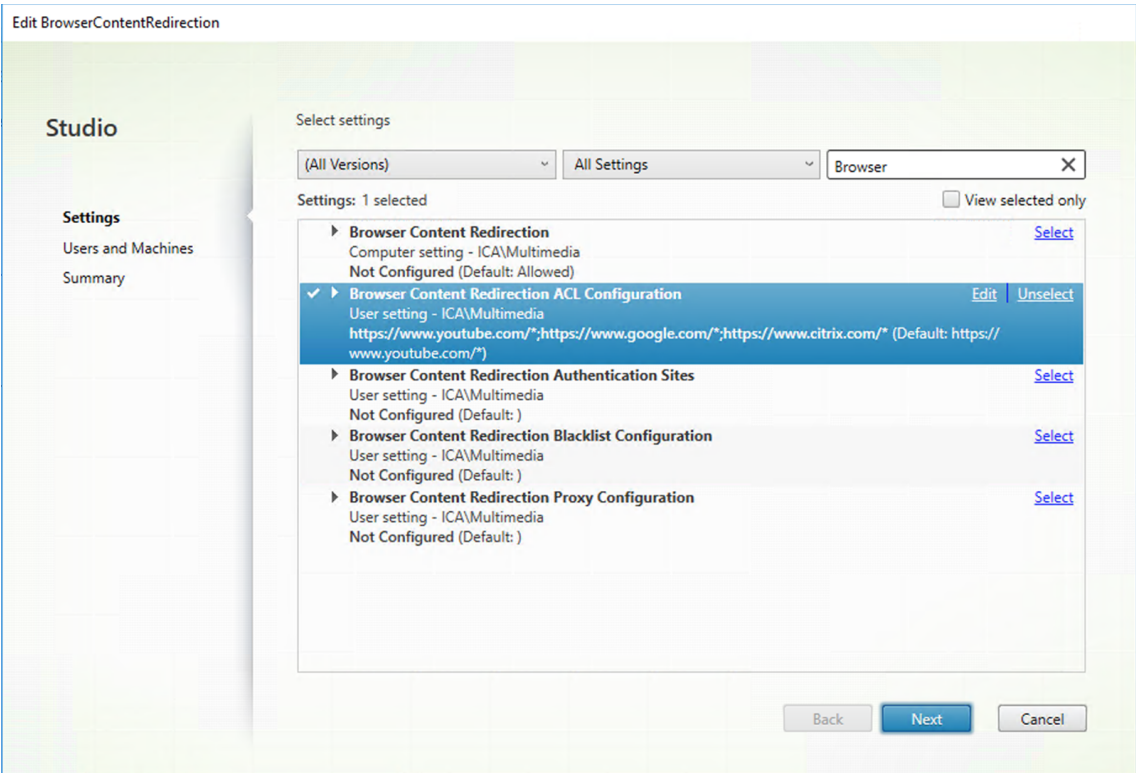 Edit BrowserContentRedirection
Studio
Settings
Users and Machines
Summary
Select settings
(All Versions)
All Settings
Browser
Settings: 1 selected
View selected only
Browser Content Redirection
Select
Computer setting - ICA\Multimedia
Not Configured (Default: Allowed)
Browser Content Redirection ACL Configuration
Edit
Unselect
User setting - ICA\Multimedia
https://www.youtube.com/*;https://www.google.com/*;https://www.citrix.com/* (Default: https://
www.youtube.com/*)
Browser Content Redirection Authentication Sites
Select
User setting - ICA\Multimedia
Not Configured (Default: )
Browser Content Redirection Blacklist Configuration
Select
User setting - ICA\Multimedia
Not Configured (Default: )
Browser Content Redirection Proxy Configuration
Select
User setting - ICA\Multimedia
Not Configured (Default: )
Back
Next
Cancel